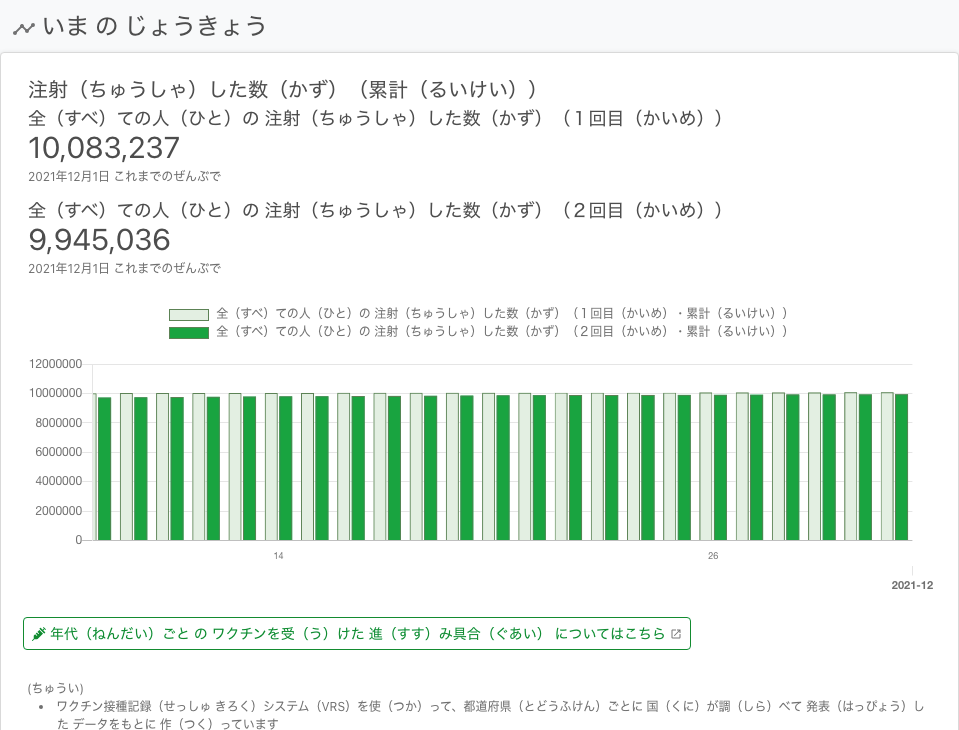 いま の じょうきょう
注射（ちゅうしゃ）した数（かず）（累計（るいけい））
全（すべ）ての人（ひと）の 注射（ちゅうしゃ）した数（かず）（１回目（かいめ））
10,083,237
2021年12月1日 これまでのぜんぶで
全（すべ）ての人（ひと）の 注射（ちゅうしゃ）した数（かず）（２回目（かいめ））
9,945,036
2021年12月1日 これまでのぜんぶで
全（すべ）ての人（ひと）の 注射（ちゅうしゃ）した数（かず）（１回目（かいめ）・累計（るいけい））
全（すべ）ての人（ひと）の 注射（ちゅうしゃ）した数（かず）（２回目（かいめ）・累計（るいけい））
12000000
10000000
8000000
6000000
4000000
2000000
0
14 26
2021-12
年代（ねんだい）ごと の ワクチンを受（う）けた 進（すす）み具合（ぐあい） についてはこちら
(ちゅうい)
• ワクチン接種記録（せっしゅ きろく）システム（VRS）を使（つか）って、都道府県（とどうふけん）ごとに 国（くに）が調（しら）べて 発表（はっぴょう）し
た データをもとに 作（つく）っています